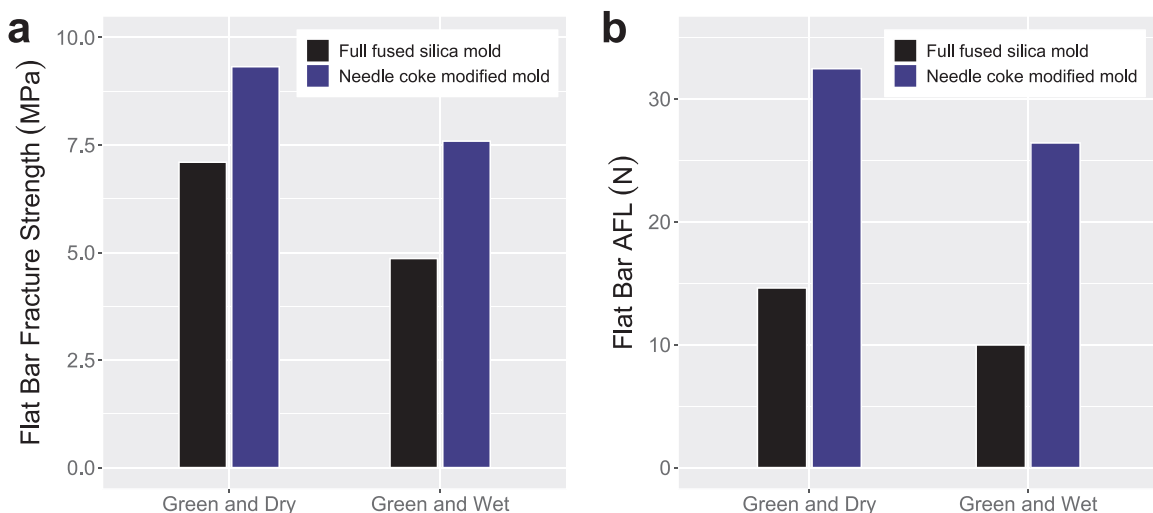 a
Flat Bar Fracture Strength (MPa)
10.0
7.5
5.0
2.5
0.0
Full fused silica mold
Needle coke modified mold
Green and Dry
Green and Wet
b
Flat Bar AFL (N)
30
20
10
0
Full fused silica mold
Needle coke modified mold
Green and Dry
Green and Wet